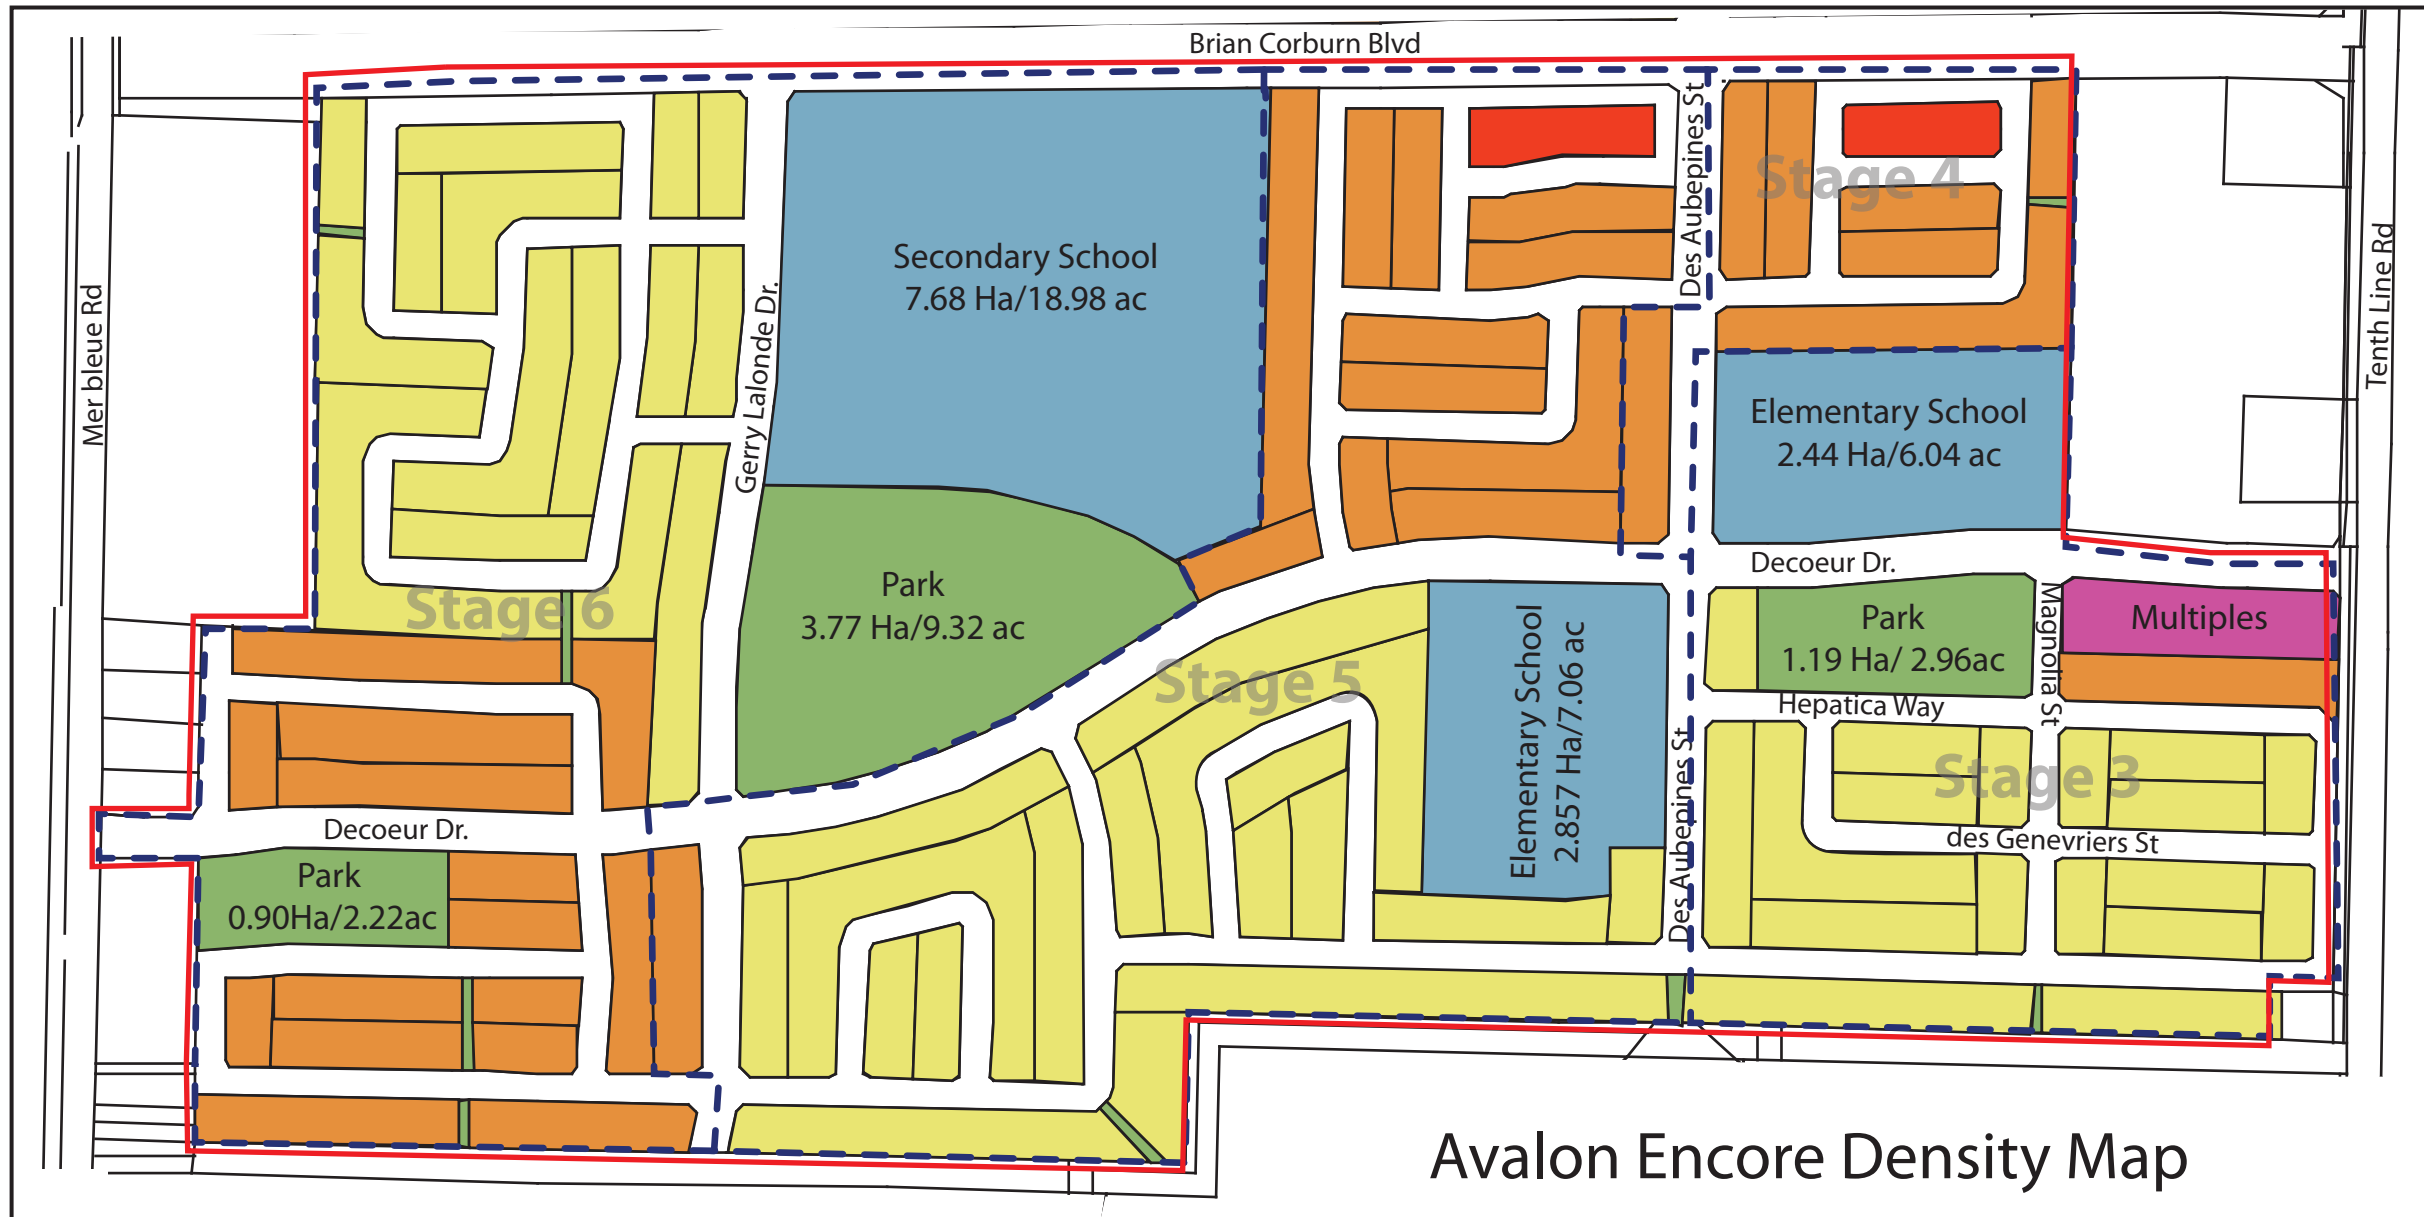 Brian Corburn Blvd
Mer bleue Rd
Gerry Lalonde Dr.
Secondary School
7.68 Ha/18.98 ac
Des Aubepines St
Stage 4
Tenth Line Rd
Elementary School
2.44 Ha/6.04 ac
Decoeur Dr.
Stage 6
Park
3.77 Ha/9.32 ac
Stage 5
Elementary School
2.857 Ha/7.06 ac
Park
1.19 Ha/ 2.96ac
Magnolia St
Multiples
Hepatica Way
Des Aubepines St
Stage 3
des Genevriers St
Decoeur Dr.
Park
0.90Ha/2.22ac
Avalon Encore Density Map